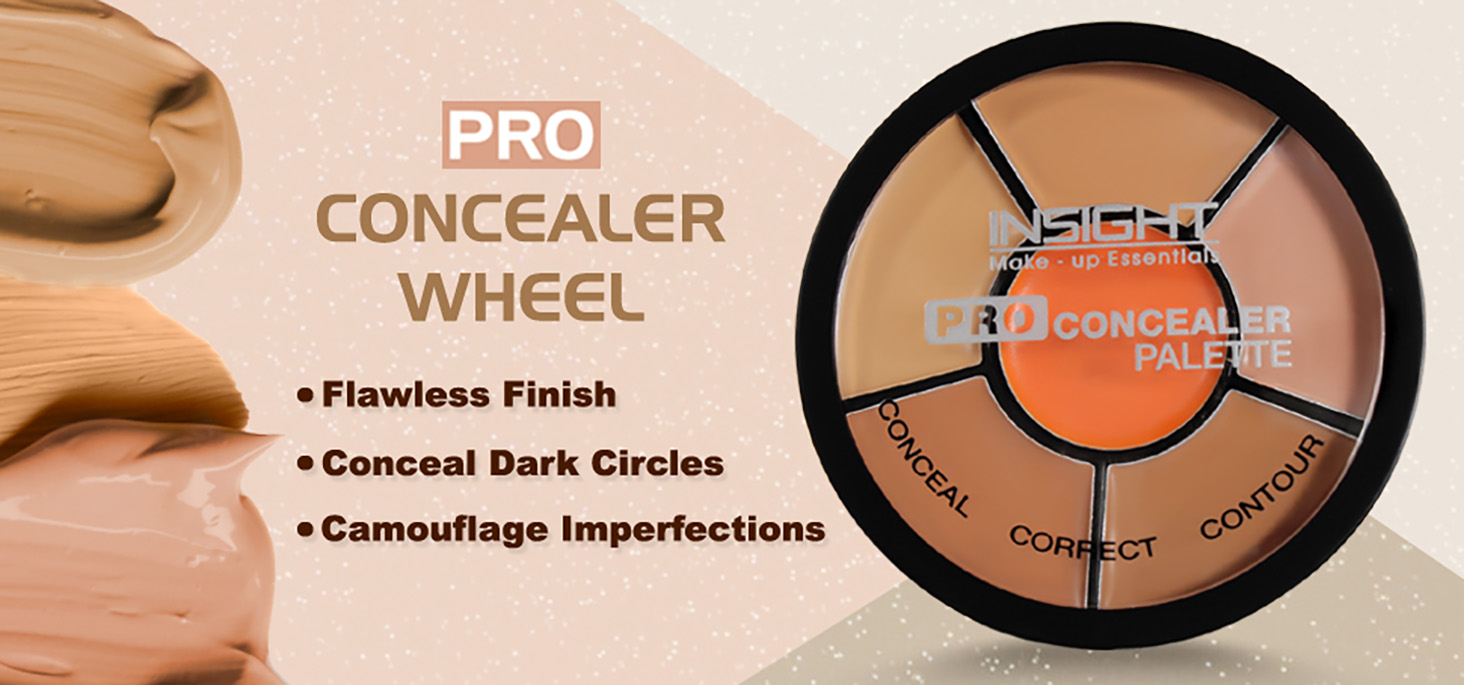 PRO
CONCEALER
WHEEL
• Flawless Finish
• Conceal Dark Circles
• Camouflage Imperfections
INSIGHT
Make - up Essentials
PRO CONCEALER
PALETTE
CONCEAL
CORRECT
CONTOUR